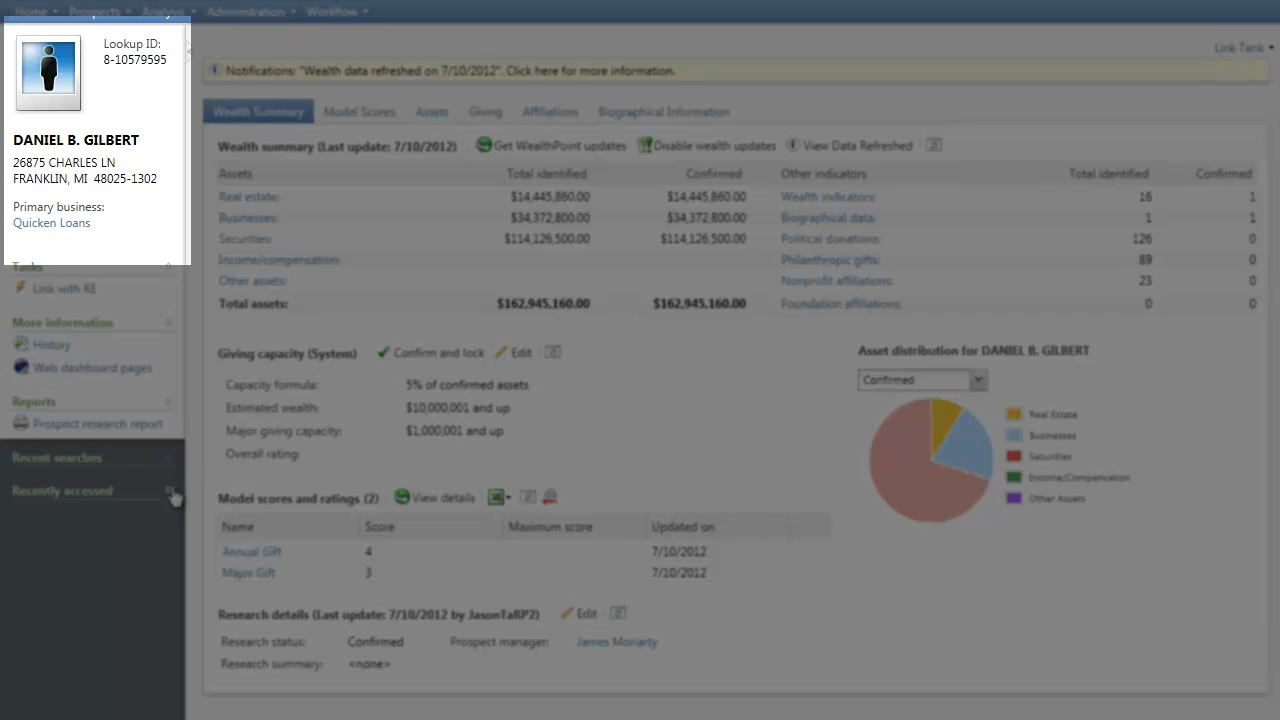 Home Prospects Analysis Administration Workflow
Lookup ID:
8-10579595
DANIEL B. GILBERT
26875 CHARLES LN
FRANKLIN, MI 48025-1302
Primary business:
Quicken Loans
Tasks
Link with RE
More information
History
Web dashboard pages
Reports
Prospect research report
Recent searches
Recently accessed
Link Tank
Notifications: "Wealth data refreshed on 7/10/2012". Click here for more information.
Wealth Summary Model Scores Assets Giving Affiliations Biographical Information
Wealth summary (Last update: 7/10/2012) Get WealthPoint updates Disable wealth updates View Data Refreshed
Assets Total identified Confirmed Other indicators Total identified Confirmed
Real estate: $14,445,860.00 $14,445,860.00 Wealth indicators: 16 1
Businesses: $34,372,800.00 $34,372,800.00 Biographical data: 1 1
Securities: $114,126,500.00 $114,126,500.00 Political donations: 126 0
Income/compensation: Philanthropic gifts: 89 0
Other assets: Nonprofit affiliations: 23 0
Total assets: $162,945,160.00 $162,945,160.00 Foundation affiliations: 0 0
Giving capacity (System) Confirm and lock Edit
Capacity formula: 5% of confirmed assets
Estimated wealth: $10,000,001 and up
Major giving capacity: $1,000,001 and up
Overall rating:
Asset distribution for DANIEL B. GILBERT
Confirmed
Real Estate
Businesses
Securities
Income/Compensation
Other Assets
Model scores and ratings (2) View details
Name Score Maximum score Updated on
Annual Gift 4 7/10/2012
Major Gift 3 7/10/2012
Research details (Last update: 7/10/2012 by JasonTaRP2) Edit
Research status: Confirmed Prospect manager: James Moriarty
Research summary: <none>